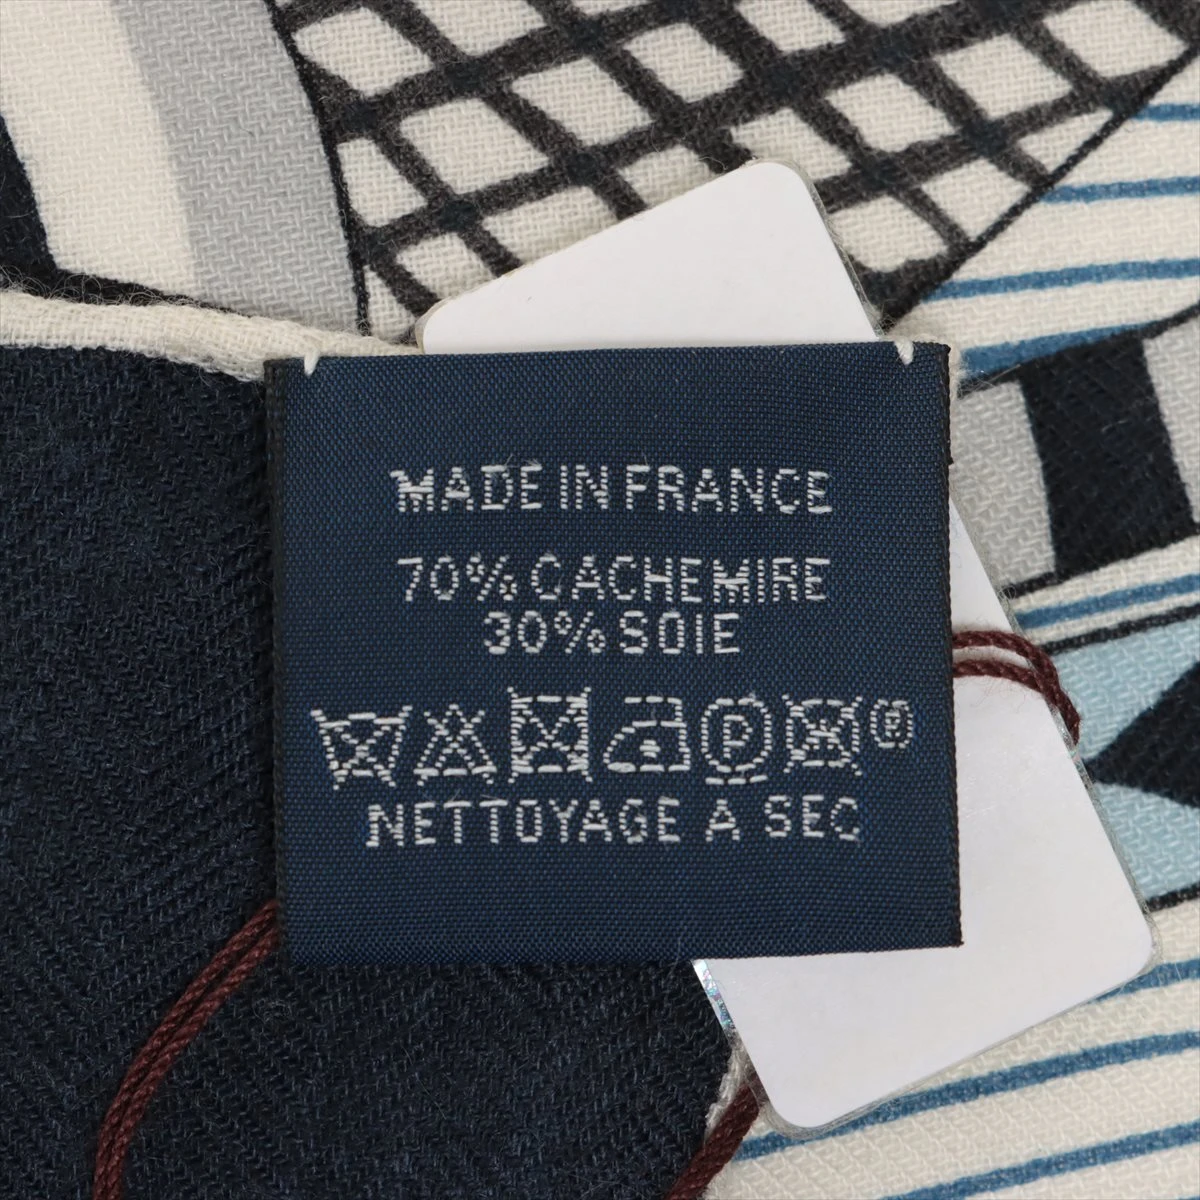 MADE IN FRANCE
70% CACHEMIRE
30% SOIE
P ®
NETTOYAGE A SEC